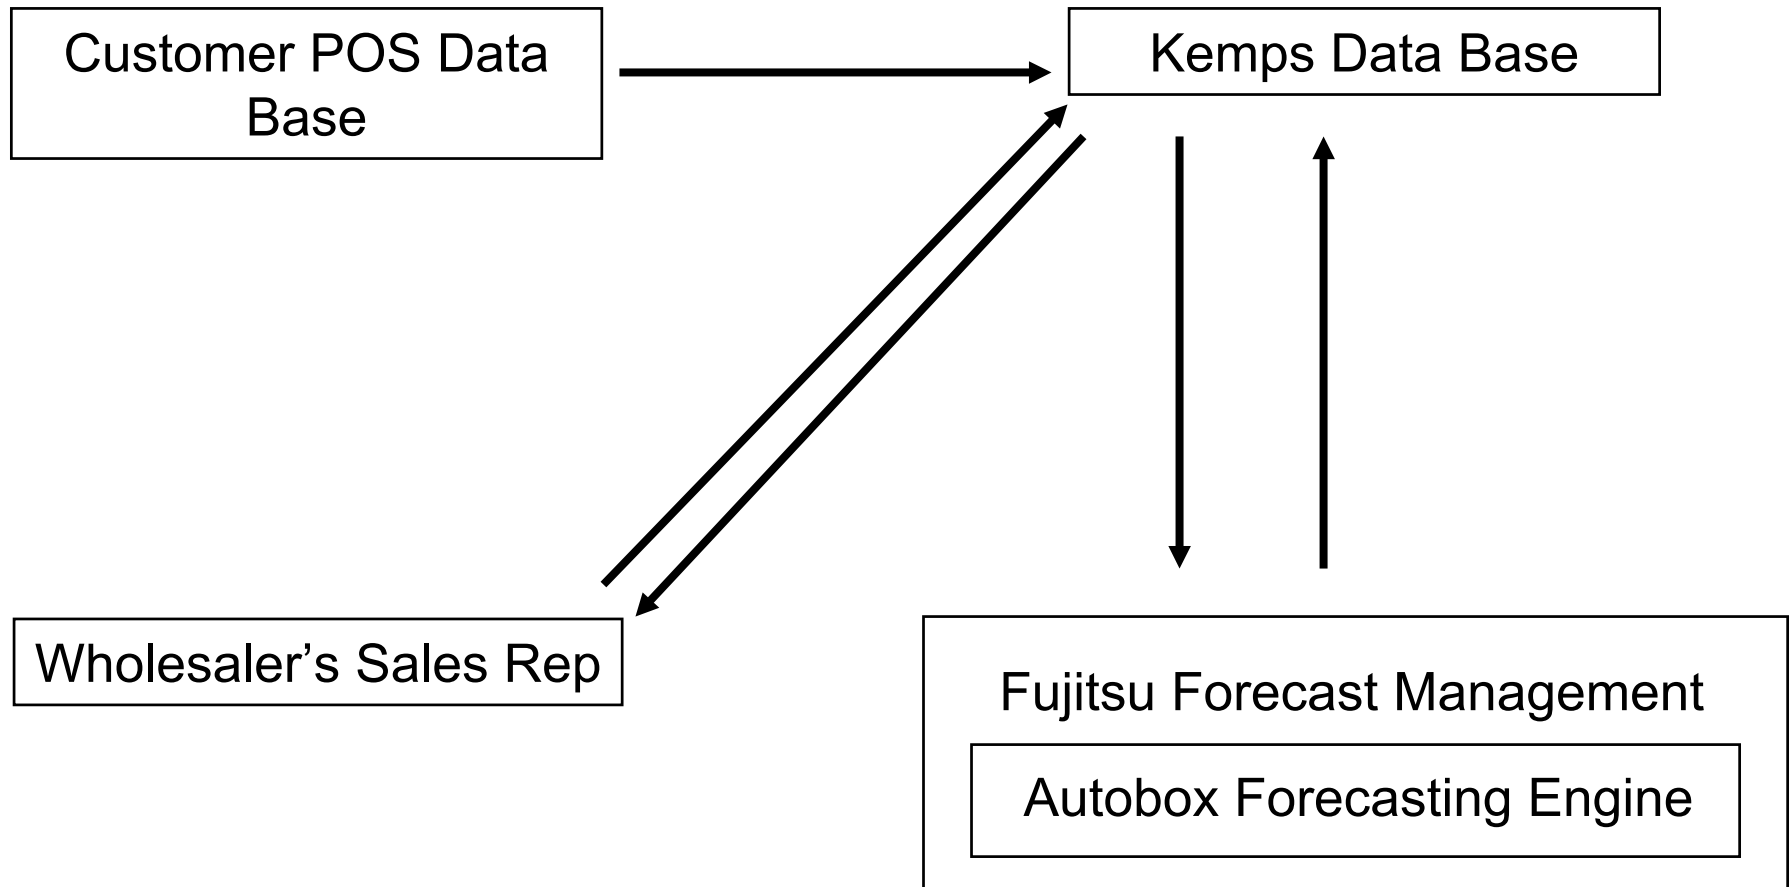 Customer POS Data
Base
Kemps Data Base
Wholesaler’s Sales Rep
Fujitsu Forecast Management
Autobox Forecasting Engine